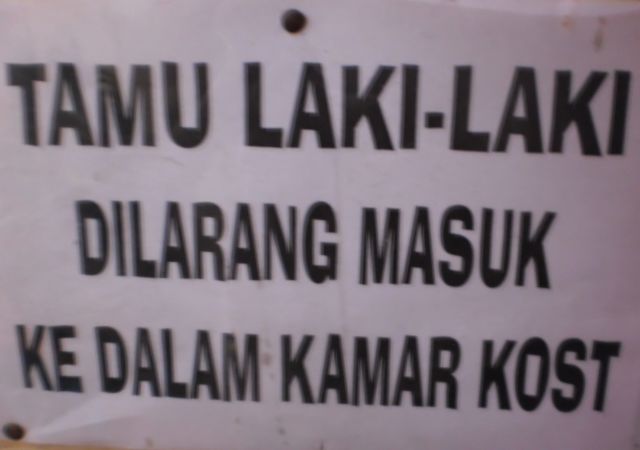 TAMU LAKI-LAKI
DILARANG MASUK
KE DALAM KAMAR KOST